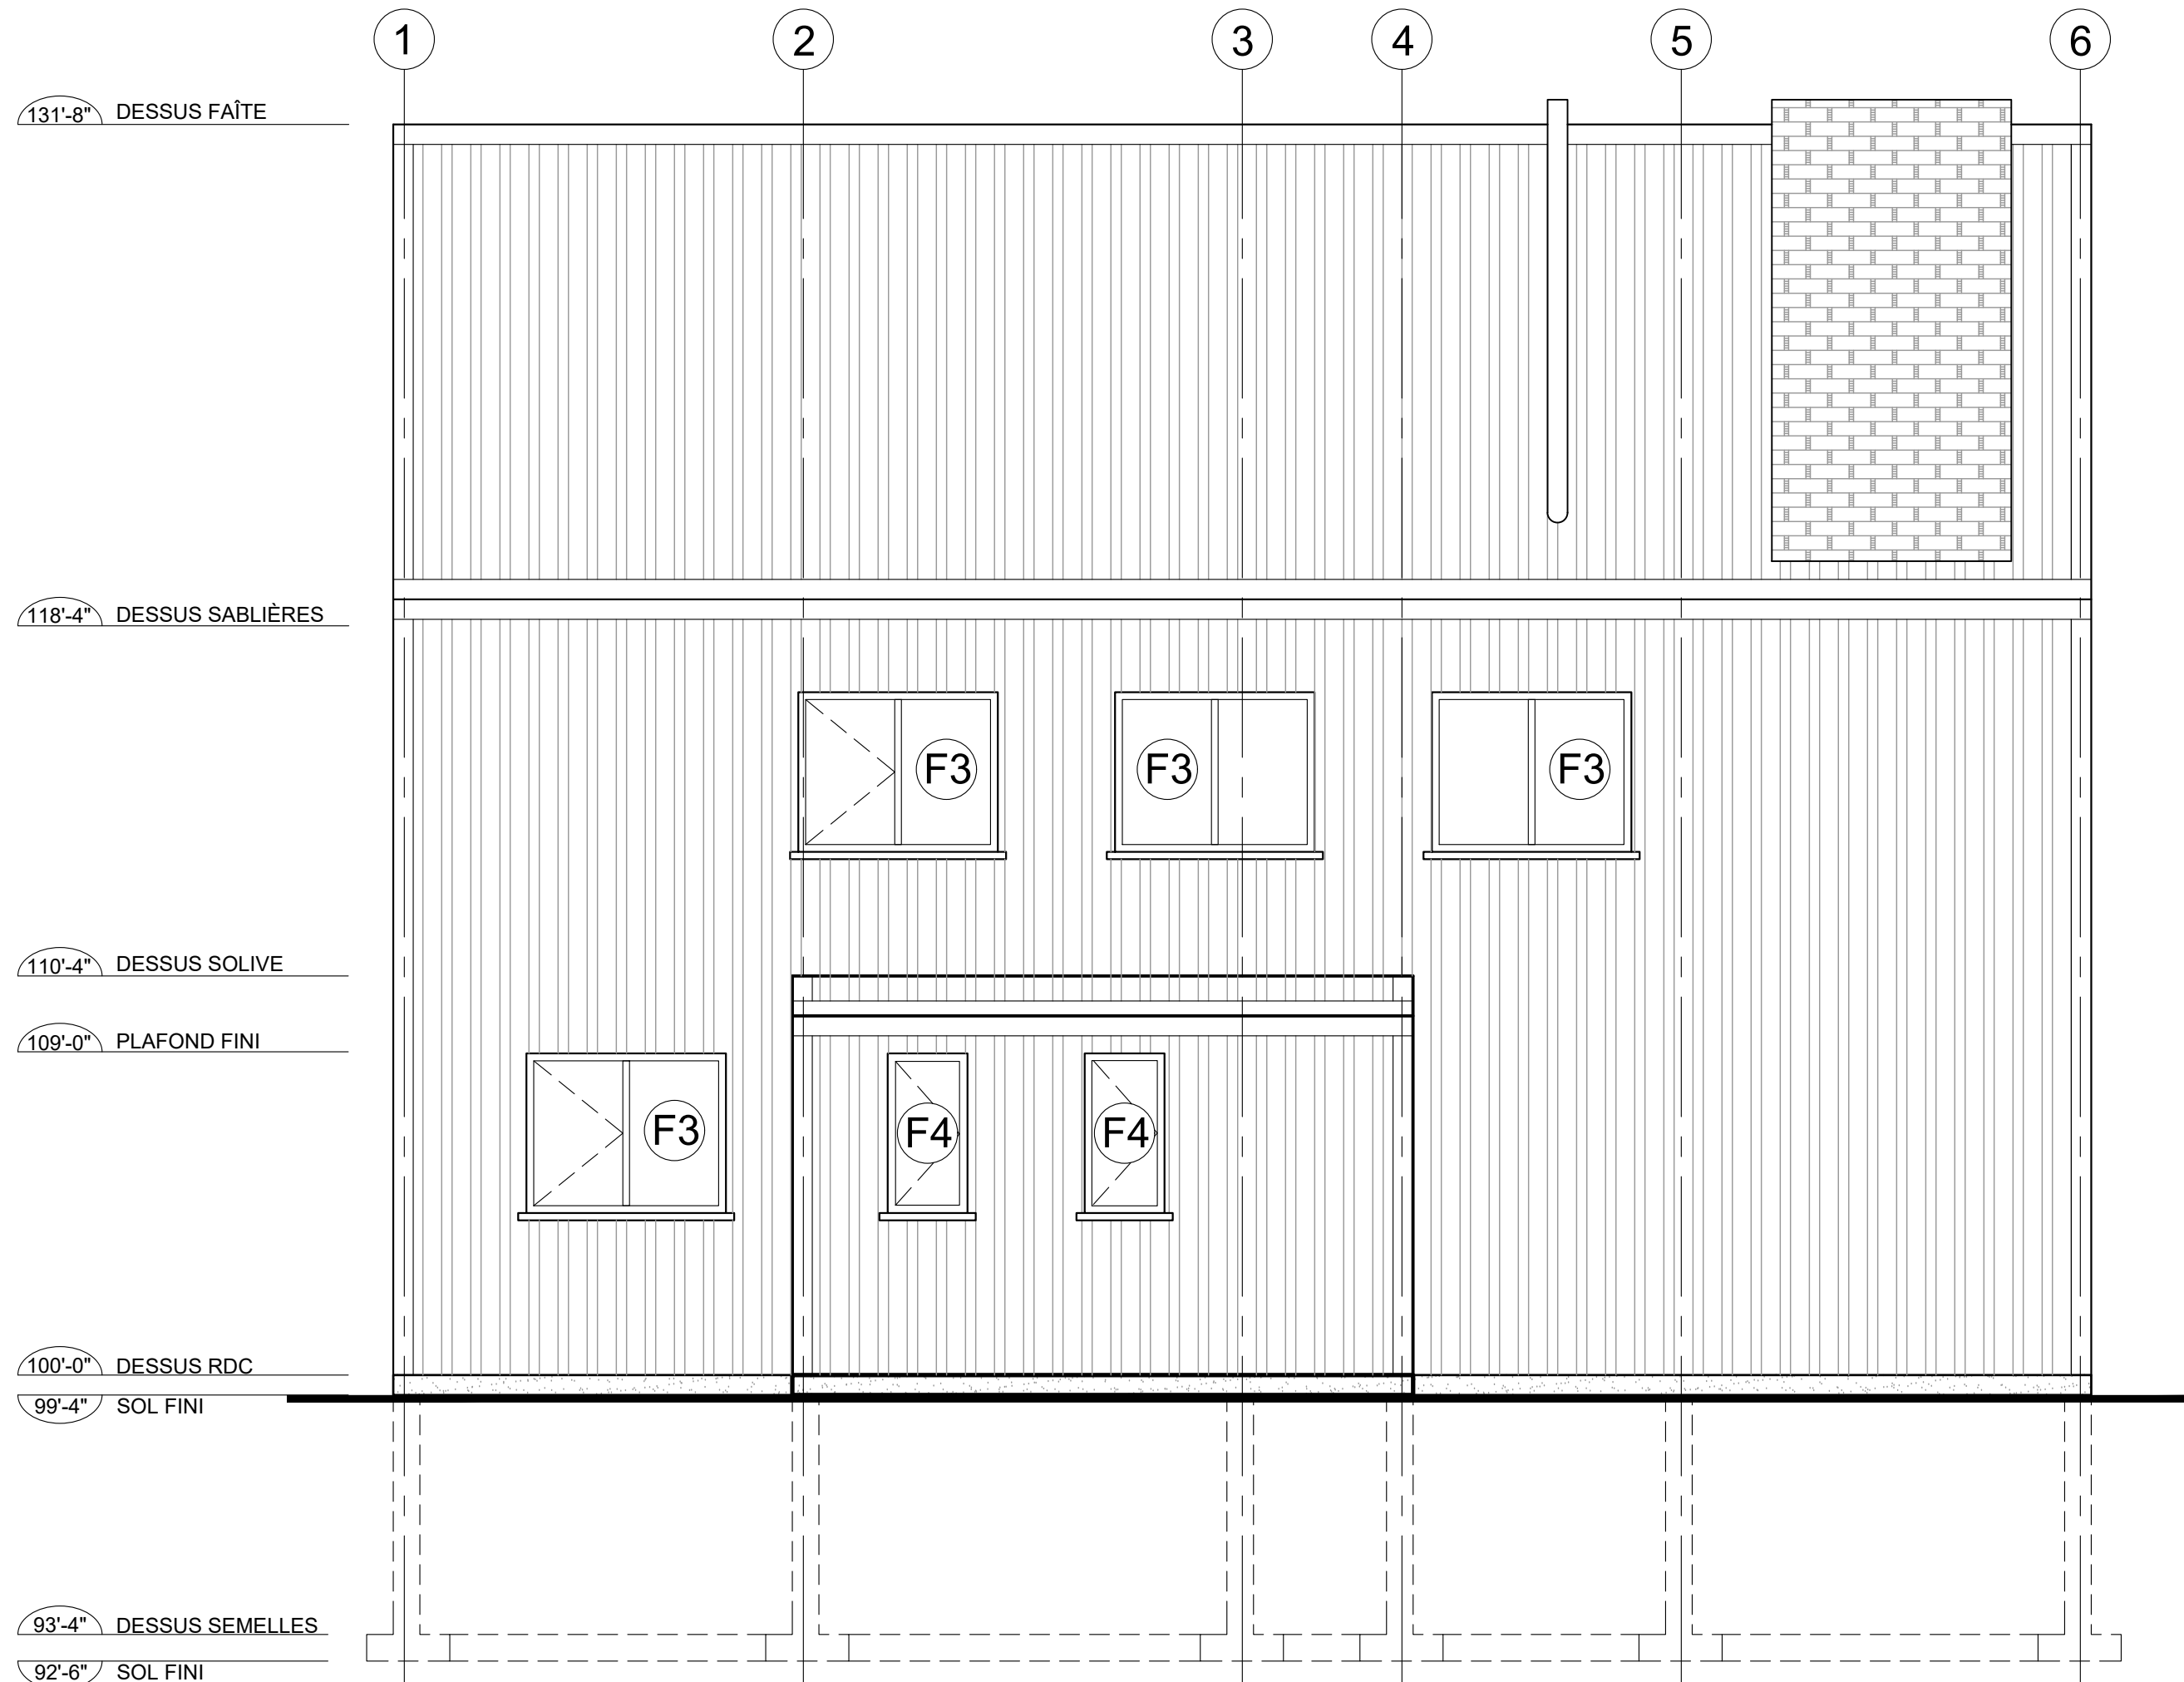 1 2 3 4 5 6
131'-8" DESSUS FAÎTE
118'-4" DESSUS SABLIÈRES
F3 F3 F3
110'-4" DESSUS SOLIVE
109'-0" PLAFOND FINI
F3 F4 F4
100'-0" DESSUS RDC
99'-4" SOL FINI
93'-4" DESSUS SEMELLES
92'-6" SOL FINI